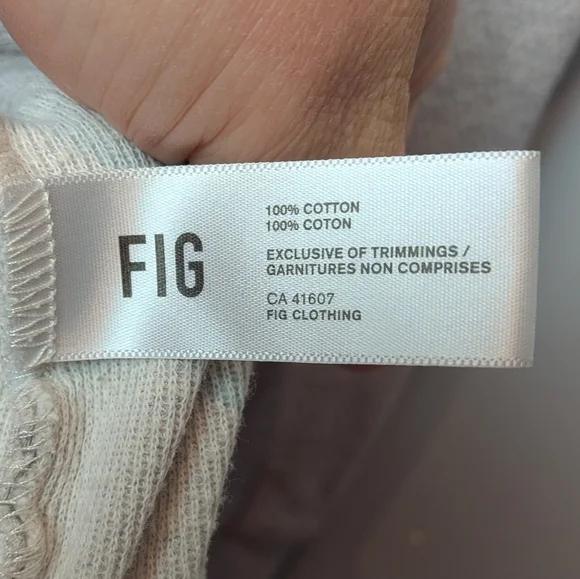 FIG
100% COTTON
100% COTON
EXCLUSIVE OF TRIMMINGS /
GARNITURES NON COMPRISES
CA 41607
FIG CLOTHING